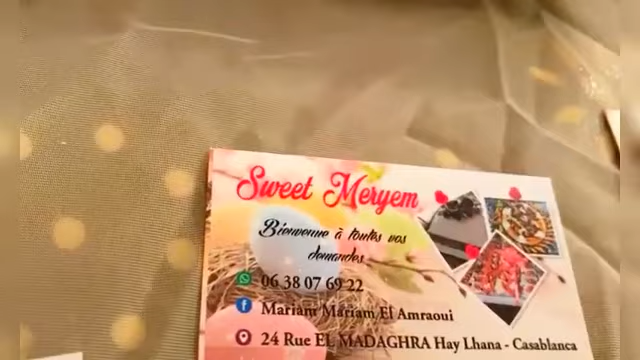 Sweet Meryem
Bienvenue à toutes vos
demandes
06 38 07 69 22
Mariam Mariam El Amraoui
24 Rue EL MADAGHRA Hay Lhana - Casablanca